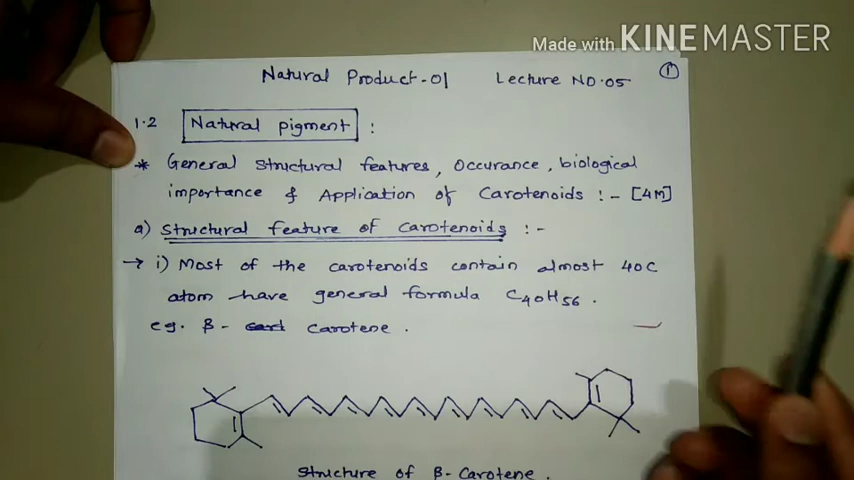 Made with KINEMASTER
Natural Product-01 Lecture NO.05 1
1.2 Natural pigment :
* General structural features, Occurance, biological
importance & Application of Carotenoids :- [4M]
a) Structural feature of carotenoids :-
→ i) Most of the carotenoids contain almost 40C
atom have general formula C40H56.
eg. β- Carotene.
Structure of β-Carotene.